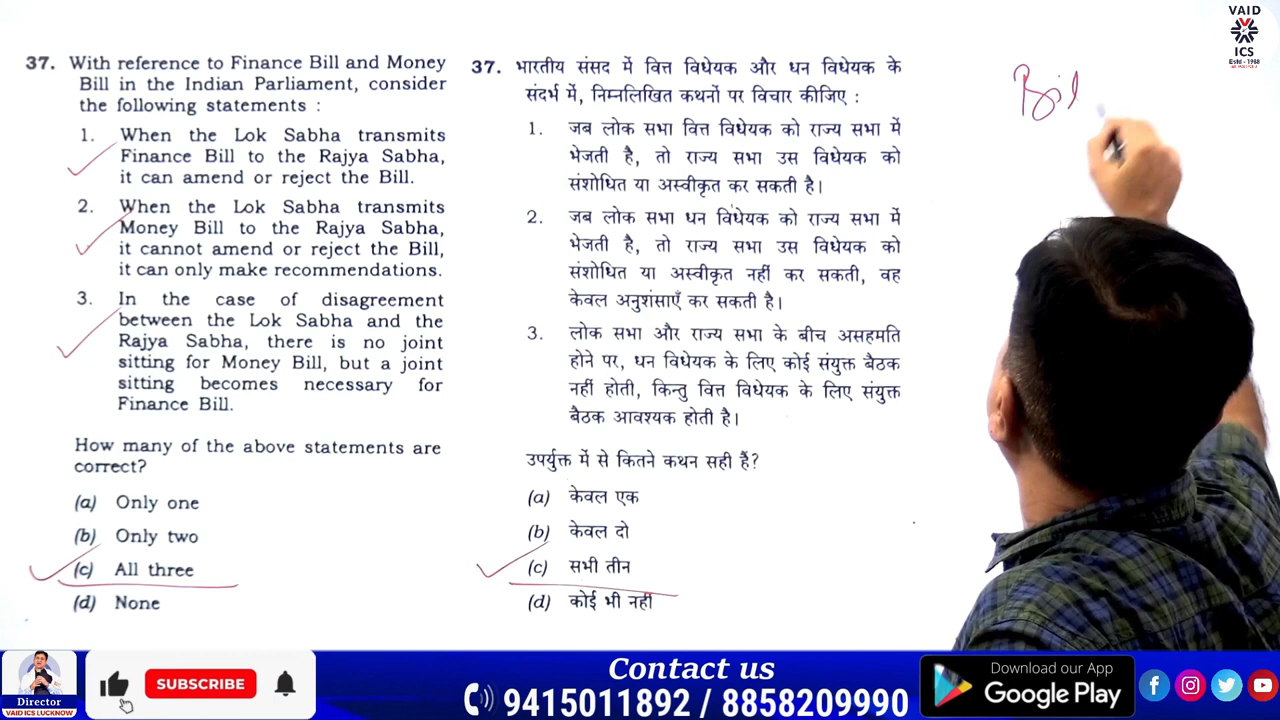 VAID
ICS
Estd - 1988
37. With reference to Finance Bill and Money
Bill in the Indian Parliament, consider
the following statements :
1. When the Lok Sabha transmits
Finance Bill to the Rajya Sabha,
it can amend or reject the Bill.
2. When the Lok Sabha transmits
Money Bill to the Rajya Sabha,
it cannot amend or reject the Bill,
it can only make recommendations.
3. In the case of disagreement
between the Lok Sabha and the
Rajya Sabha, there is no joint
sitting for Money Bill, but a joint
sitting becomes necessary for
Finance Bill.
How many of the above statements are
correct?
(a) Only one
(b) Only two
(c) All three
(d) None
37. भारतीय संसद में वित्त विधेयक और धन विधेयक के
संदर्भ में, निम्नलिखित कथनों पर विचार कीजिए :
1. जब लोक सभा वित्त विधेयक को राज्य सभा में
भेजती है, तो राज्य सभा उस विधेयक को
संशोधित या अस्वीकृत कर सकती है।
2. जब लोक सभा धन विधेयक को राज्य सभा में
भेजती है, तो राज्य सभा उस विधेयक को
संशोधित या अस्वीकृत नहीं कर सकती, वह
केवल अनुशंसाएँ कर सकती है।
3. लोक सभा और राज्य सभा के बीच असहमति
होने पर, धन विधेयक के लिए कोई संयुक्त बैठक
नहीं होती, किन्तु वित्त विधेयक के लिए संयुक्त
बैठक आवश्यक होती है।
उपर्युक्त में से कितने कथन सही हैं?
(a) केवल एक
(b) केवल दो
(c) सभी तीन
(d) कोई भी नहीं
Bil
Director
VAID ICS LUCKNOW
SUBSCRIBE
Contact us
9415011892 / 8858209990
Download our App
Google Play